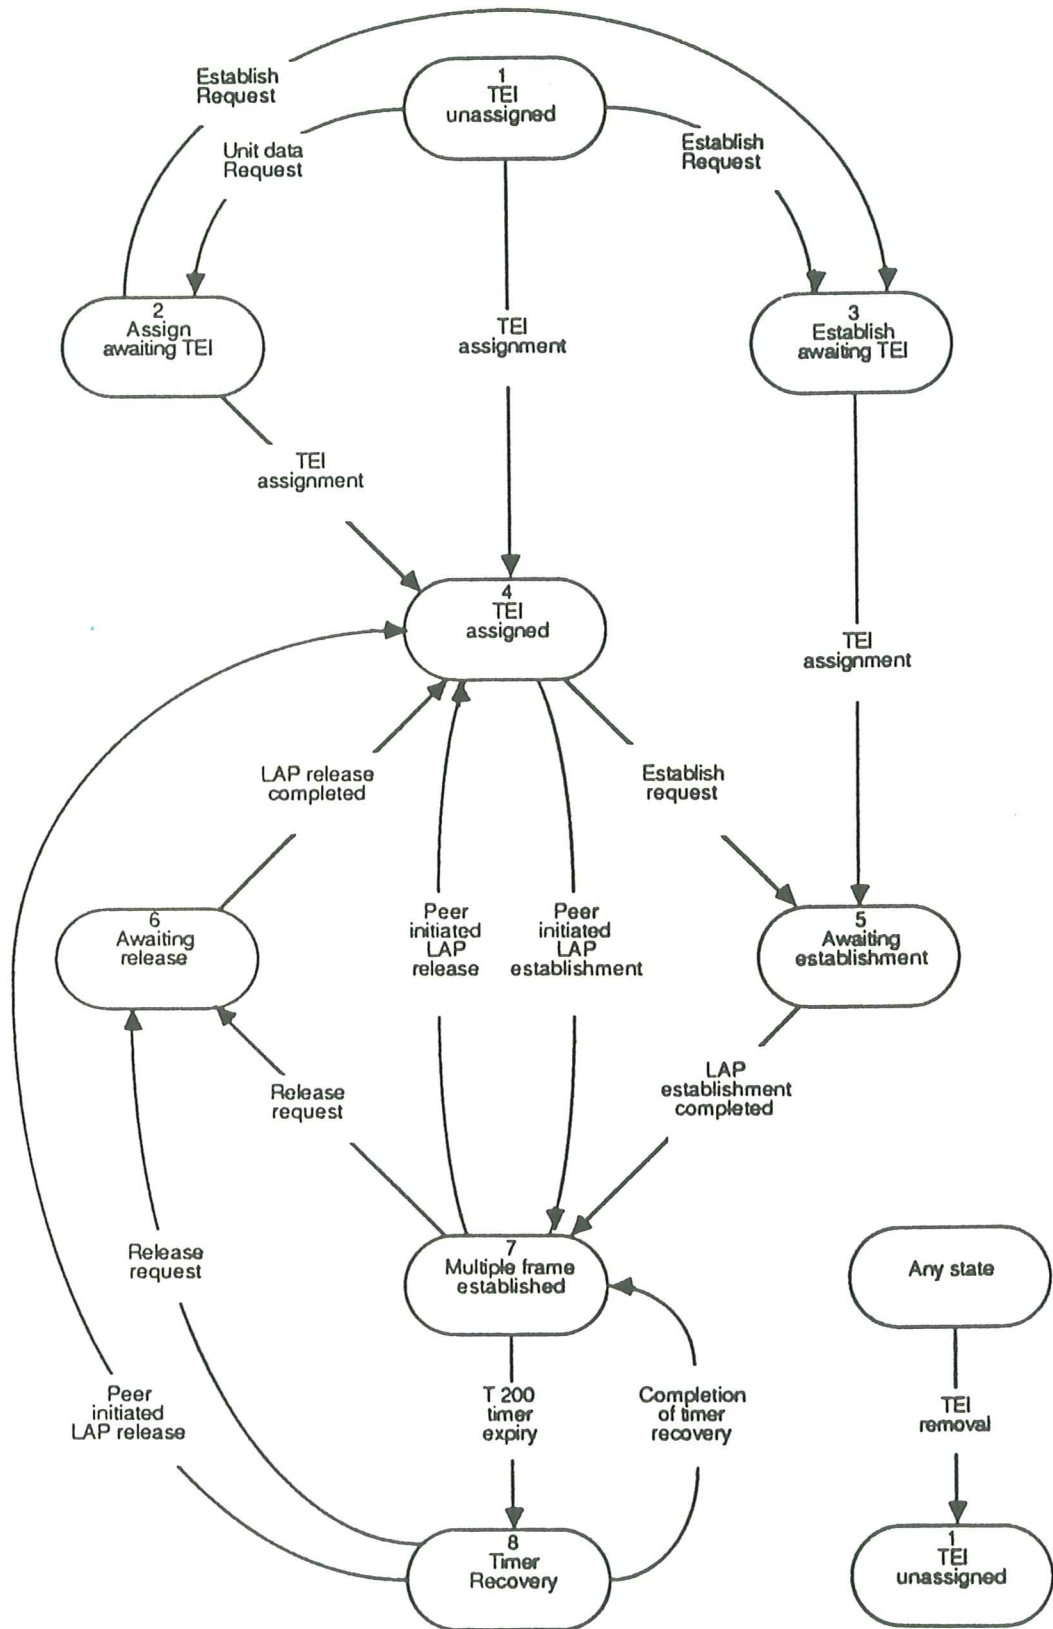 1
TEI
unassigned
Establish
Request
Unit data
Request
Establish
Request
2
Assign
awaiting TEI
TEI
assignment
3
Establish
awaiting TEI
TEI
assignment
4
TEI
assigned
TEI
assignment
LAP release
completed
Establish
request
6
Awaiting
release
Peer
initiated
LAP
release
Peer
initiated
LAP
establishment
5
Awaiting
establishment
Release
request
LAP
establishment
completed
Release
request
7
Multiple frame
established
Any state
Peer
initiated
LAP release
T 200
timer
expiry
Completion
of timer
recovery
TEI
removal
8
Timer
Recovery
1
TEI
unassigned